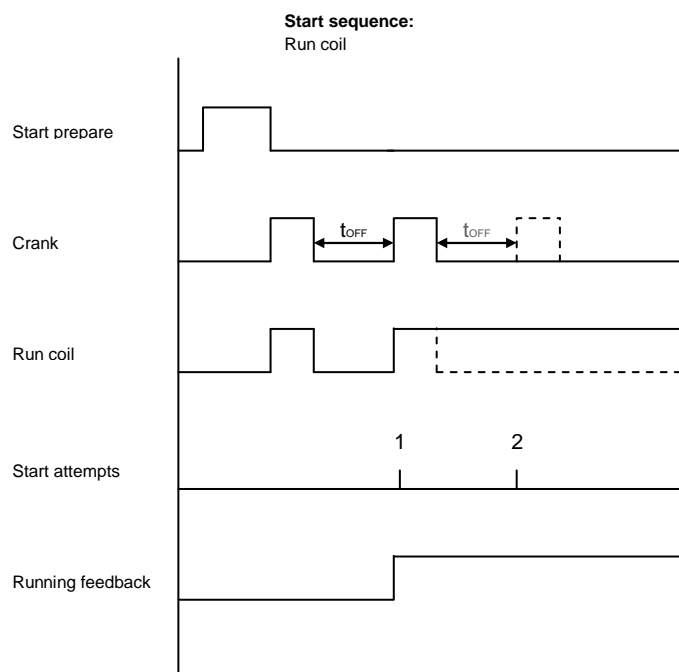 Start sequence:
Run coil
Start prepare
Crank
tOFF
tOFF
Run coil
1
2
Start attempts
Running feedback